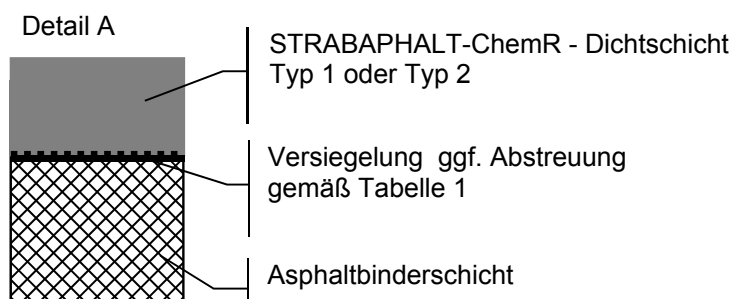 Detail A
STRABAPHALT-ChemR - Dichtschicht
Typ 1 oder Typ 2
Versiegelung ggf. Abstreuung
gemäß Tabelle 1
Asphaltbinderschicht